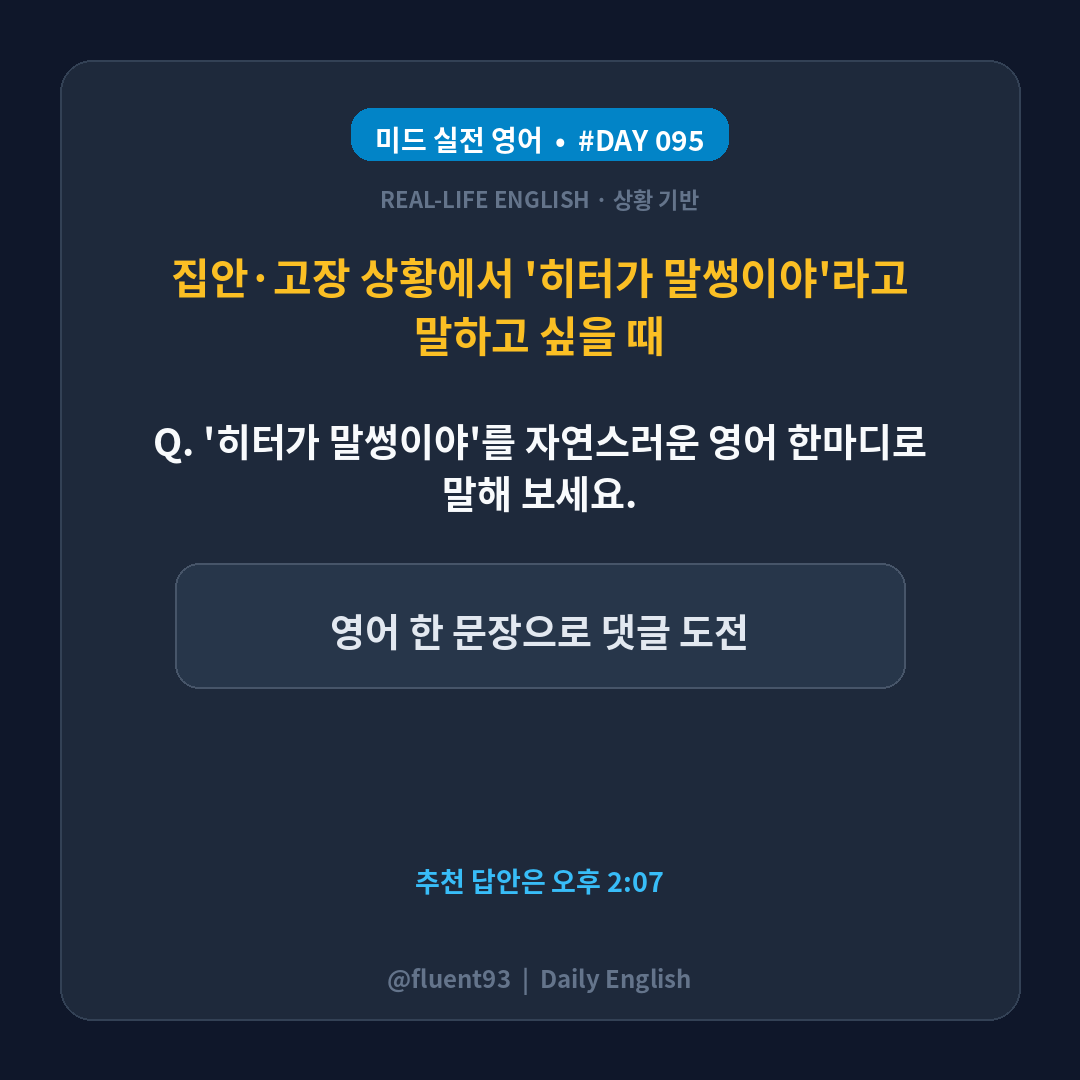 미드 실전 영어 • #DAY 095
REAL-LIFE ENGLISH · 상황 기반
집안·고장 상황에서 '히터가 말썽이야'라고
말하고 싶을 때
Q. '히터가 말썽이야'를 자연스러운 영어 한마디로
말해 보세요.
영어 한 문장으로 댓글 도전
추천 답안은 오후 2:07
@fluent93 | Daily English